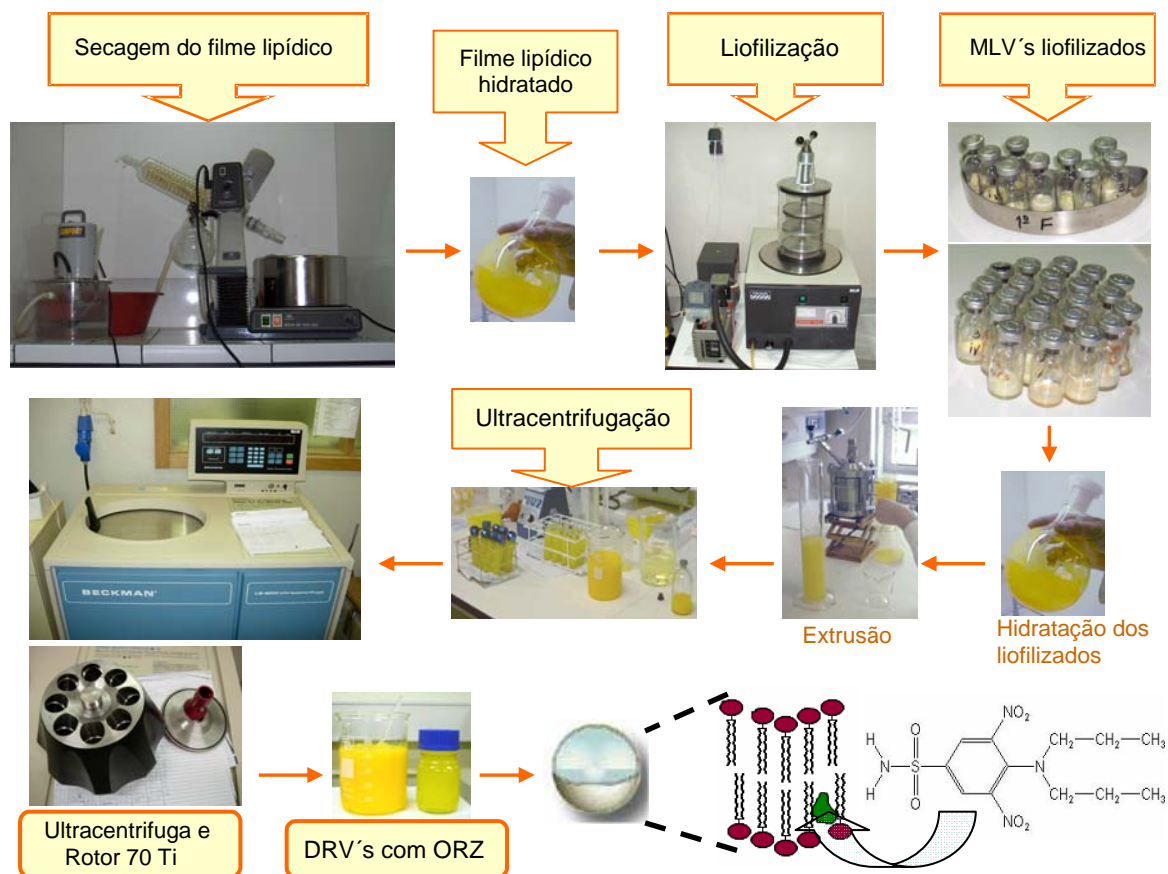 Secagem do filme lipídico
Filme lipídico
hidratado
Liofilização
MLV´s liofilizados
1º F
Ultracentrifugação
BECKMAN
Extrusão
Hidratação dos
liofilizados
Ultracentrifuga e
Rotor 70 Ti
DRV´s com ORZ
NO2
CH2—CH2—CH3
H
O
N—S
N
H
O
CH2—CH2—CH3
NO2